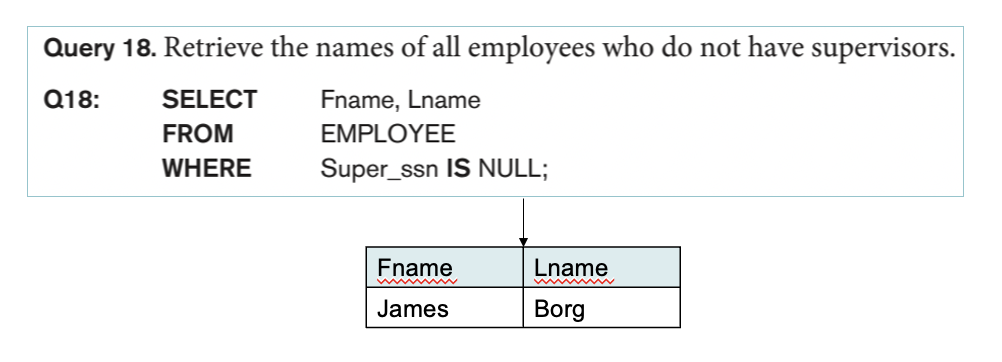 Query 18. Retrieve the names of all employees who do not have supervisors.
Q18: SELECT Fname, Lname
FROM EMPLOYEE
WHERE Super_ssn IS NULL;
Fname Lname
James Borg